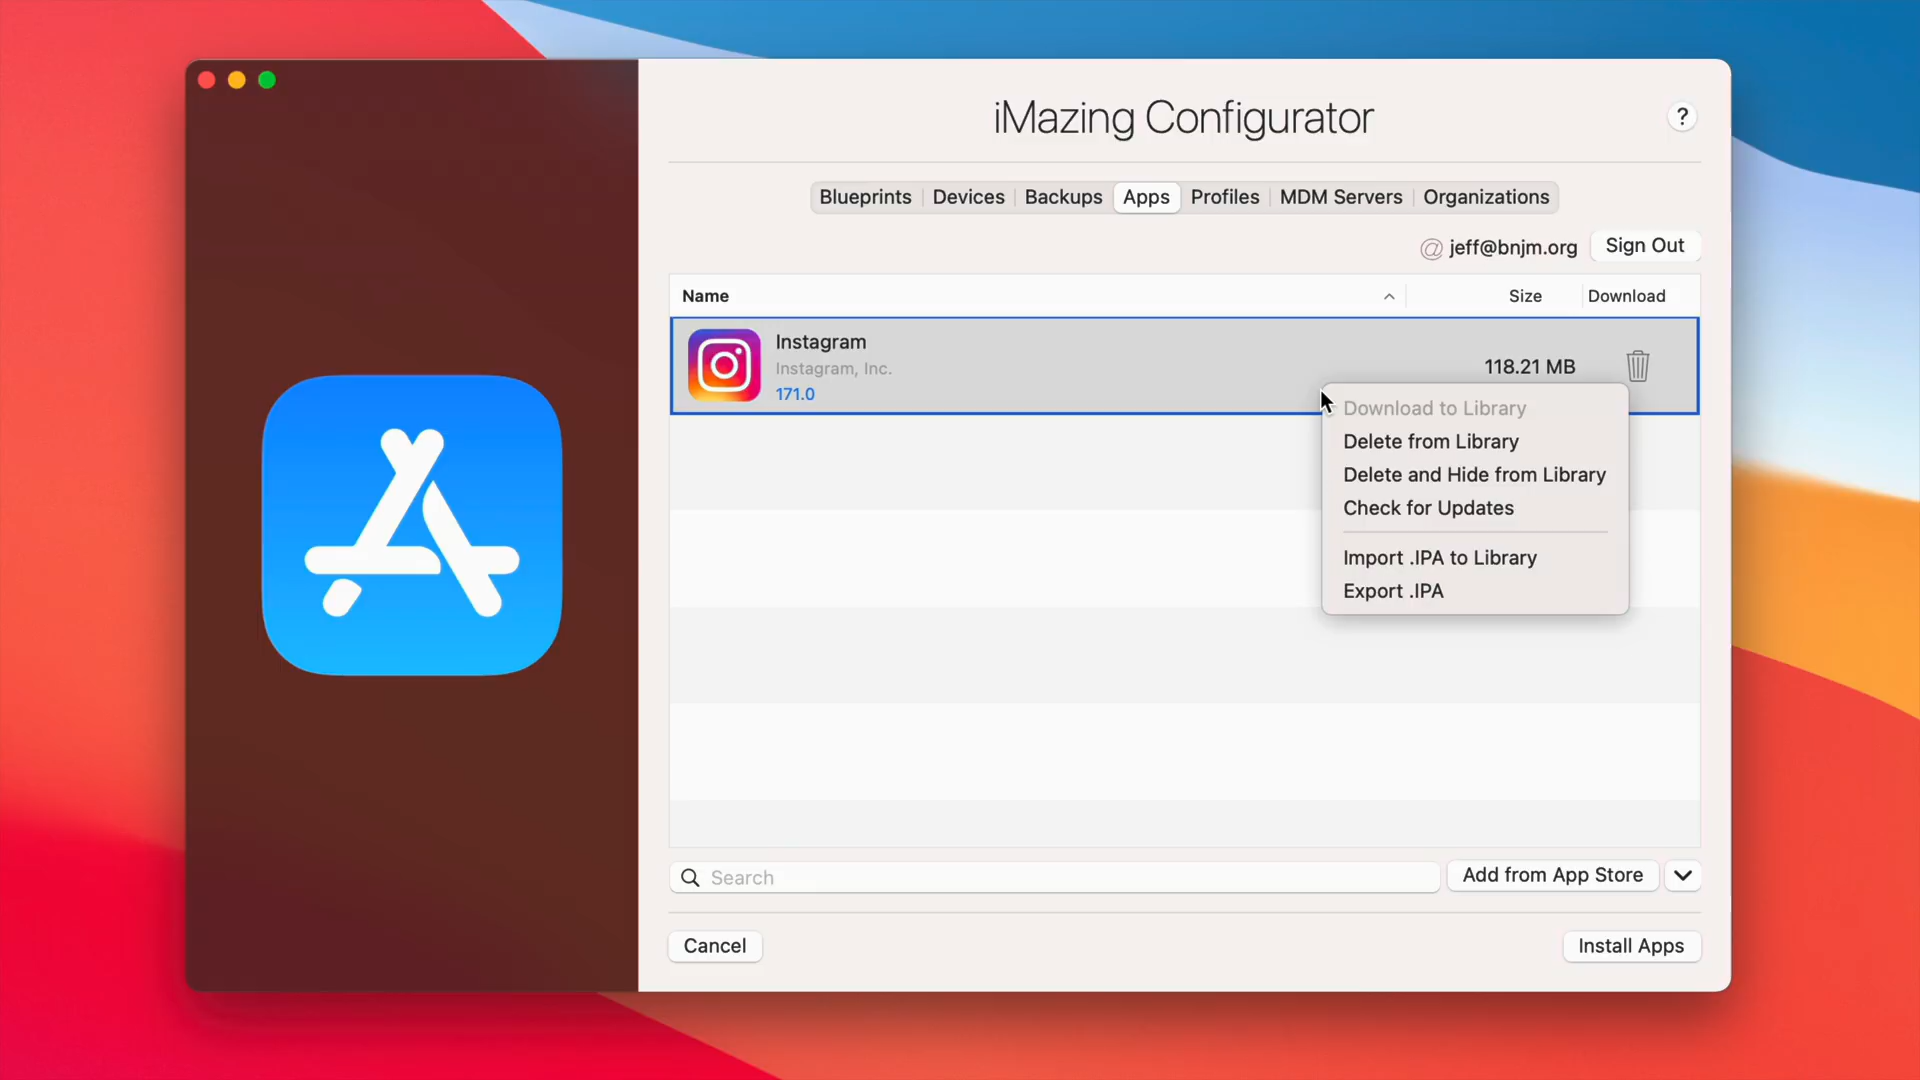 iMazing Configurator
?
Blueprints Devices Backups Apps Profiles MDM Servers Organizations
@ jeff@bnjm.org Sign Out
Name Size Download
Instagram
Instagram, Inc.
171.0
118.21 MB
Download to Library
Delete from Library
Delete and Hide from Library
Check for Updates
Import .IPA to Library
Export .IPA
Search Add from App Store
Cancel Install Apps